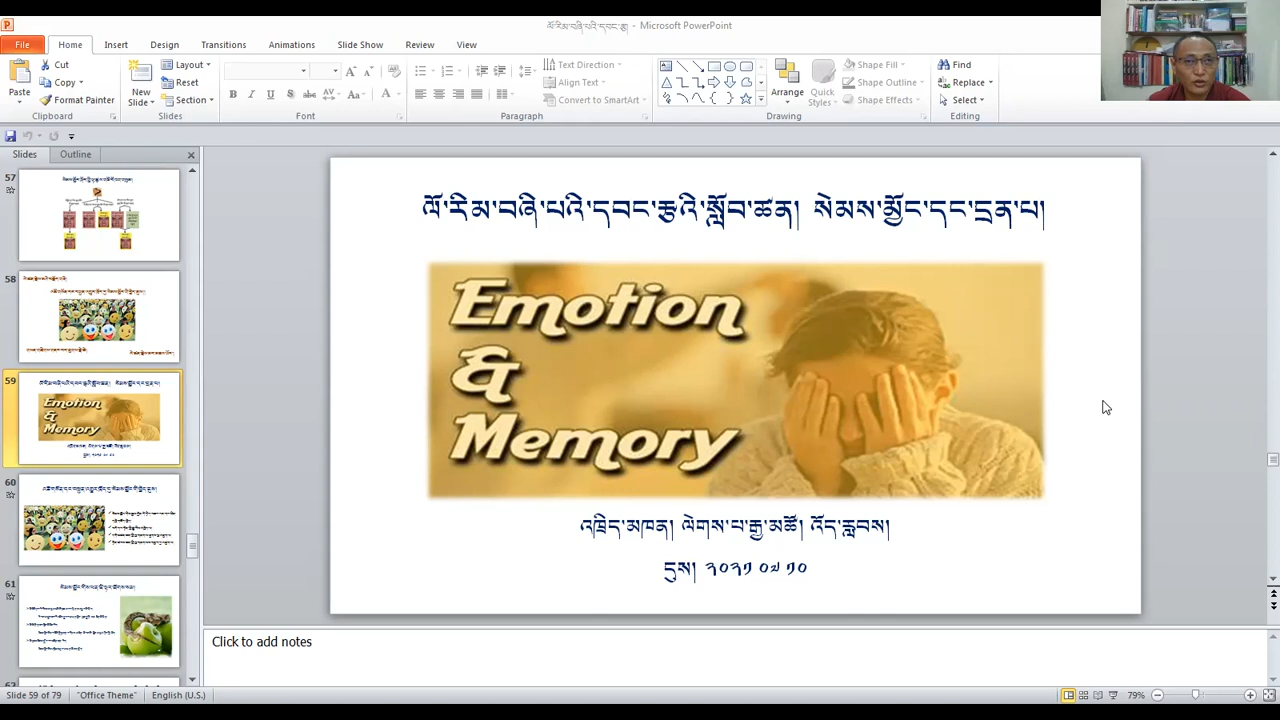 ལོ་རིམ་བཞི་པའི་དབང་རྩ - Microsoft PowerPoint
File Home Insert Design Transitions Animations Slide Show Review View
Paste
Cut
Copy
Format Painter
Clipboard
New Slide
Layout
Reset
Section
Slides
Font
Text Direction
Align Text
Convert to SmartArt
Paragraph
Arrange
Quick Styles
Shape Fill
Shape Outline
Shape Effects
Drawing
Find
Replace
Select
Editing
Slides Outline
57
58
59
60
61
ལོ་རིམ་བཞི་པའི་དབང་རྩའི་སློབ་ཚན། སེམས་མྱོང་དང་དྲན་པ།
Emotion
&
Memory
འཁྲིད་མཁན། ལེགས་པ་རྒྱ་མཚོ། འོད་རླབས།
དུས། ༢༠༢༡ ༠༧ ༡༠
Click to add notes
Slide 59 of 79 "Office Theme" English (U.S.) 79%